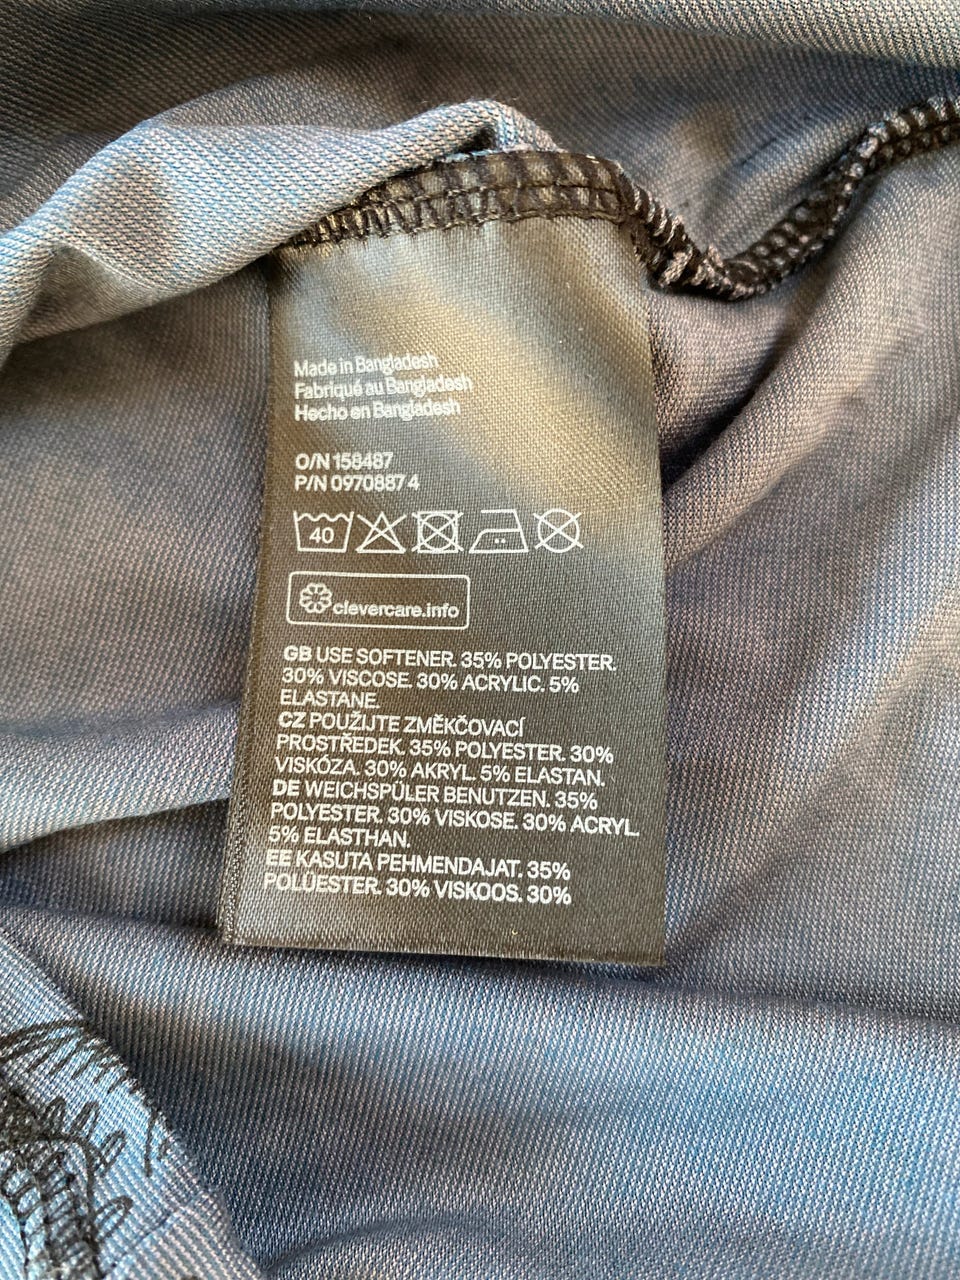 Made in Bangladesh
Fabriqué au Bangladesh
Hecho en Bangladesh
O/N 158487
P/N 0970887 4
40
clevercare.info
GB USE SOFTENER. 35% POLYESTER.
30% VISCOSE. 30% ACRYLIC. 5%
ELASTANE.
CZ POUŽIJTE ZMĚKČOVACÍ
PROSTŘEDEK. 35% POLYESTER. 30%
VISKÓZA. 30% AKRYL. 5% ELASTAN.
DE WEICHSPÜLER BENUTZEN. 35%
POLYESTER. 30% VISKOSE. 30% ACRYL.
5% ELASTHAN.
EE KASUTA PEHMENDAJAT. 35%
POLÜESTER. 30% VISKOOS. 30%